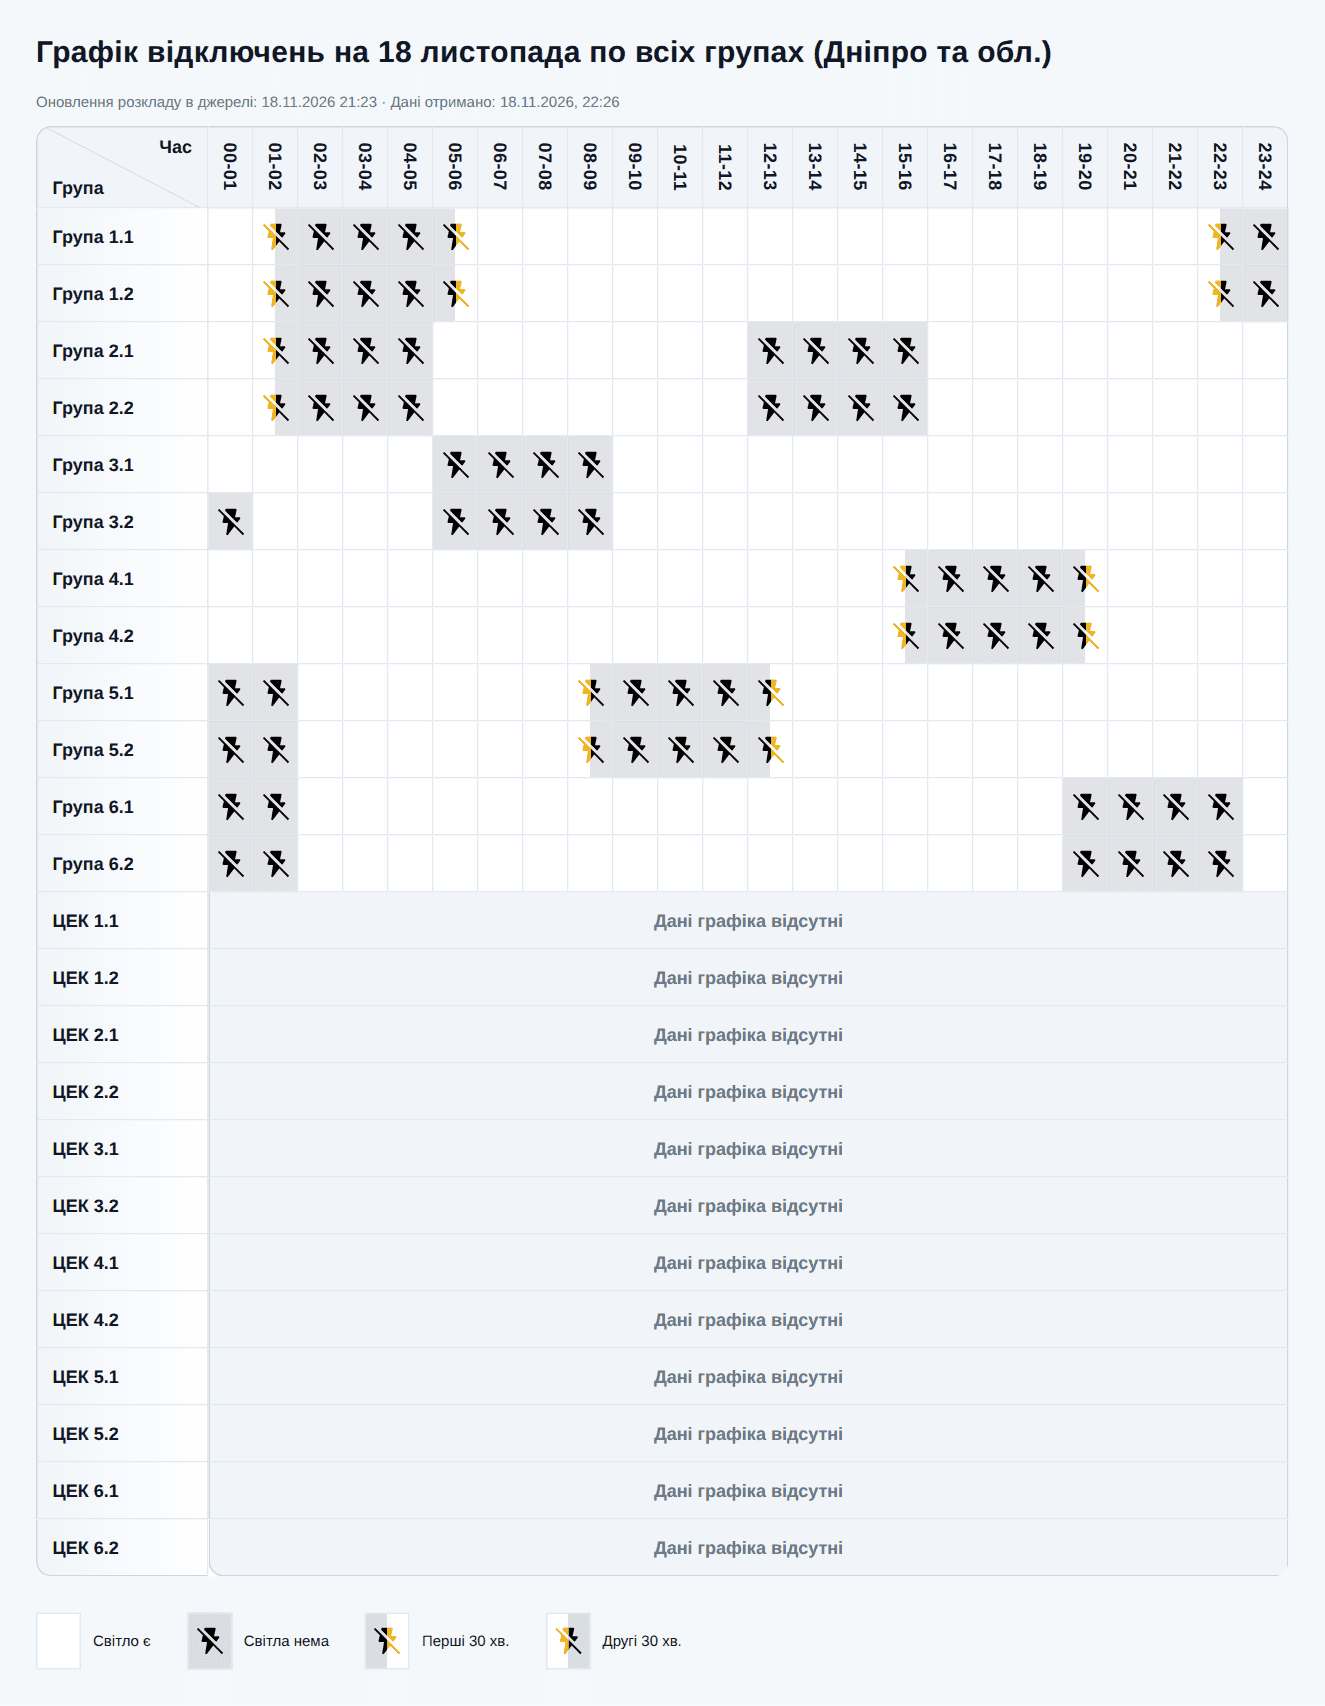 Графік відключень на 18 листопада по всіх групах (Дніпро та обл.)
Оновлення розкладу в джерелі: 18.11.2026 21:23 · Дані отримано: 18.11.2026, 22:26
Час
Група
00-01 01-02 02-03 03-04 04-05 05-06 06-07 07-08 08-09 09-10 10-11 11-12 12-13 13-14 14-15 15-16 16-17 17-18 18-19 19-20 20-21 21-22 22-23 23-24
Група 1.1
Група 1.2
Група 2.1
Група 2.2
Група 3.1
Група 3.2
Група 4.1
Група 4.2
Група 5.1
Група 5.2
Група 6.1
Група 6.2
ЦЕК 1.1 Дані графіка відсутні
ЦЕК 1.2 Дані графіка відсутні
ЦЕК 2.1 Дані графіка відсутні
ЦЕК 2.2 Дані графіка відсутні
ЦЕК 3.1 Дані графіка відсутні
ЦЕК 3.2 Дані графіка відсутні
ЦЕК 4.1 Дані графіка відсутні
ЦЕК 4.2 Дані графіка відсутні
ЦЕК 5.1 Дані графіка відсутні
ЦЕК 5.2 Дані графіка відсутні
ЦЕК 6.1 Дані графіка відсутні
ЦЕК 6.2 Дані графіка відсутні
Світло є Світла нема Перші 30 хв. Другі 30 хв.